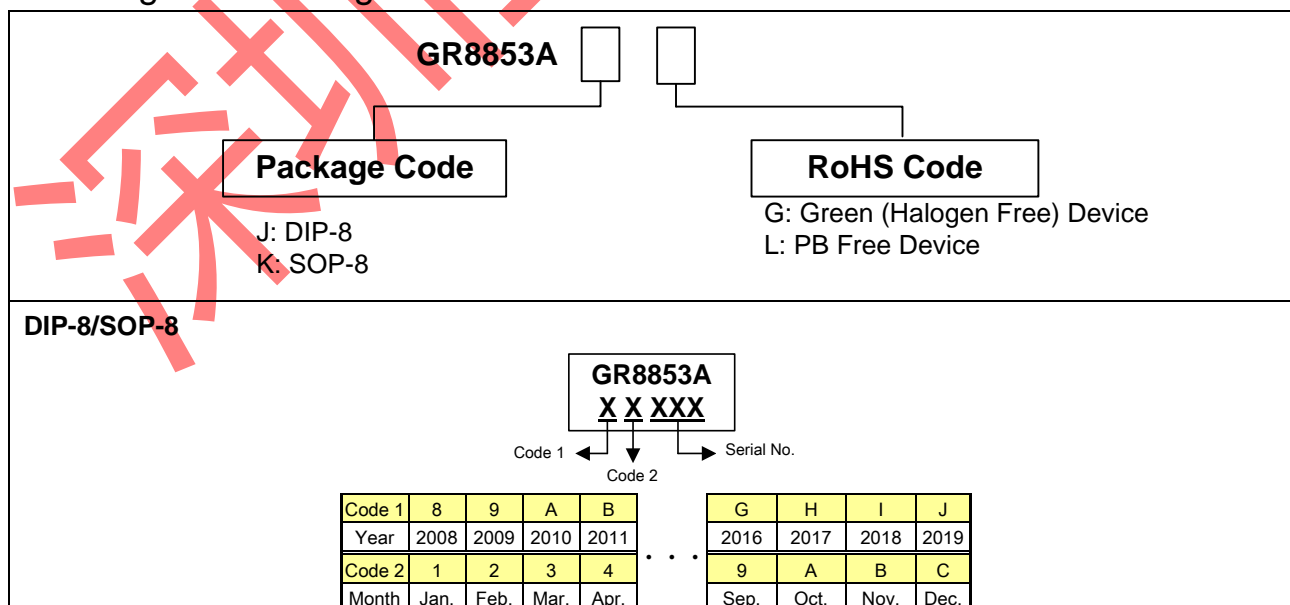 GR8853A
Package Code
RoHS Code
J: DIP-8
K: SOP-8
G: Green (Halogen Free) Device
L: PB Free Device
DIP-8/SOP-8
GR8853A
X X XXX
Code 1
Serial No.
Code 2
Code 1 8 9 A B G H I J
Year 2008 2009 2010 2011 . . . 2016 2017 2018 2019
Code 2 1 2 3 4 9 A B C
Month Jan. Feb. Mar. Apr. Sep. Oct. Nov. Dec.